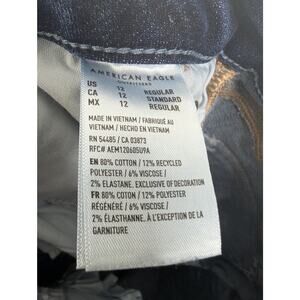 AMERICAN EAGLE
OUTFITTERS
US 12 REGULAR
CA 12 STANDARD
MX 12 REGULAR
MADE IN VIETNAM / FABRIQUÉ AU
VIETNAM / HECHO EN VIETNAM
RN 54485 / CA 03873
RFC# AEM120605U9A
EN 80% COTTON / 12% RECYCLED
POLYESTER / 6% VISCOSE /
2% ELASTANE, EXCLUSIVE OF DECORATION
FR 80% COTON / 12% POLYESTER
RÉGÉNÉRÉ / 6% VISCOSE /
2% ÉLASTHANNE, À L'EXCEPTION DE LA
GARNITURE